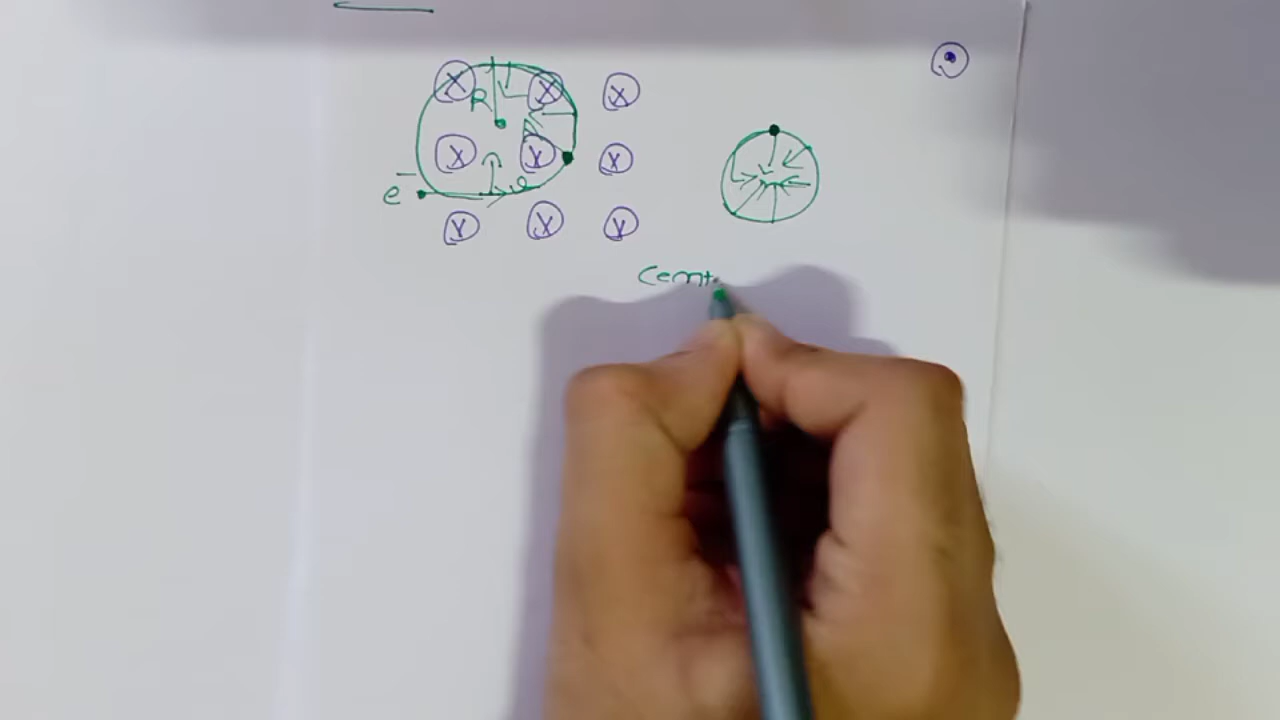 X X X
R
X X X
e⁻ v
X X X
Cent